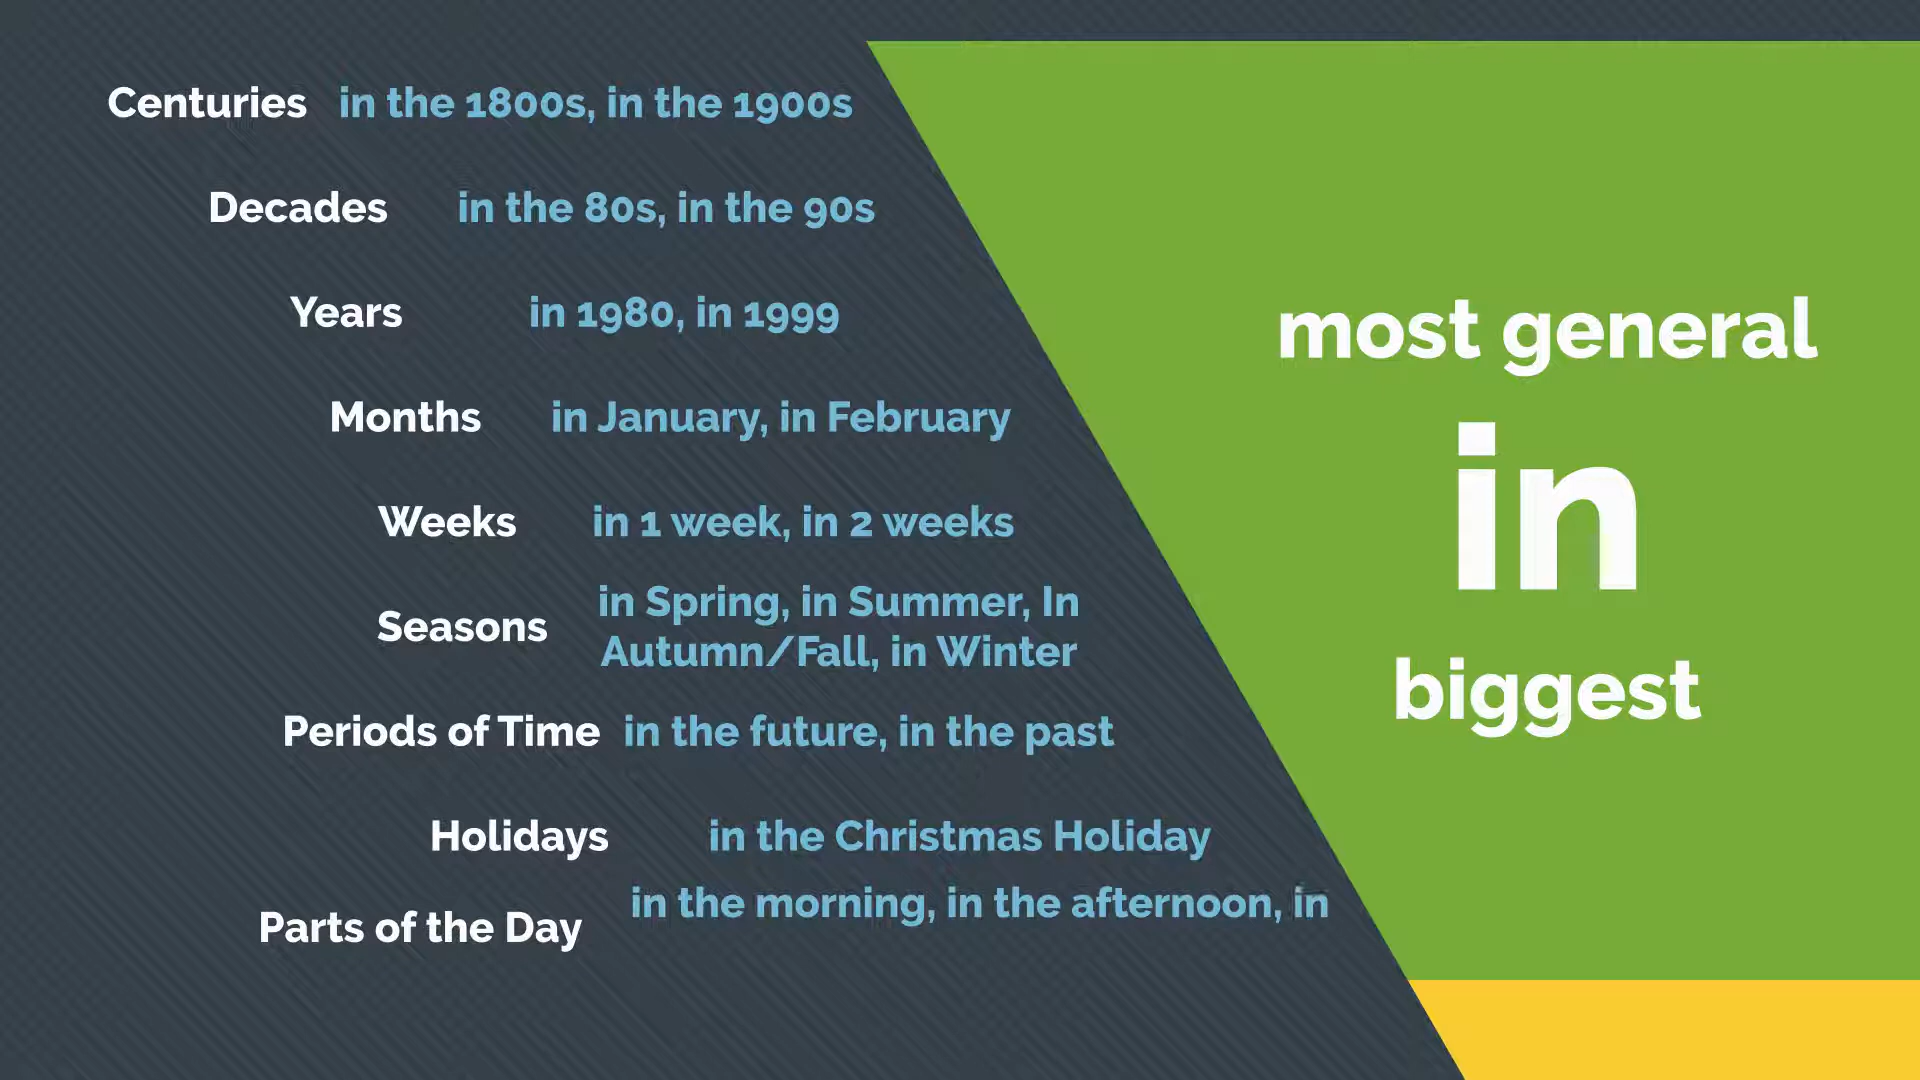 Centuries in the 1800s, in the 1900s
Decades in the 80s, in the 90s
Years in 1980, in 1999
Months in January, in February
Weeks in 1 week, in 2 weeks
Seasons in Spring, in Summer, In
Autumn/Fall, in Winter
Periods of Time in the future, in the past
Holidays in the Christmas Holiday
Parts of the Day in the morning, in the afternoon, in
most general
in
biggest